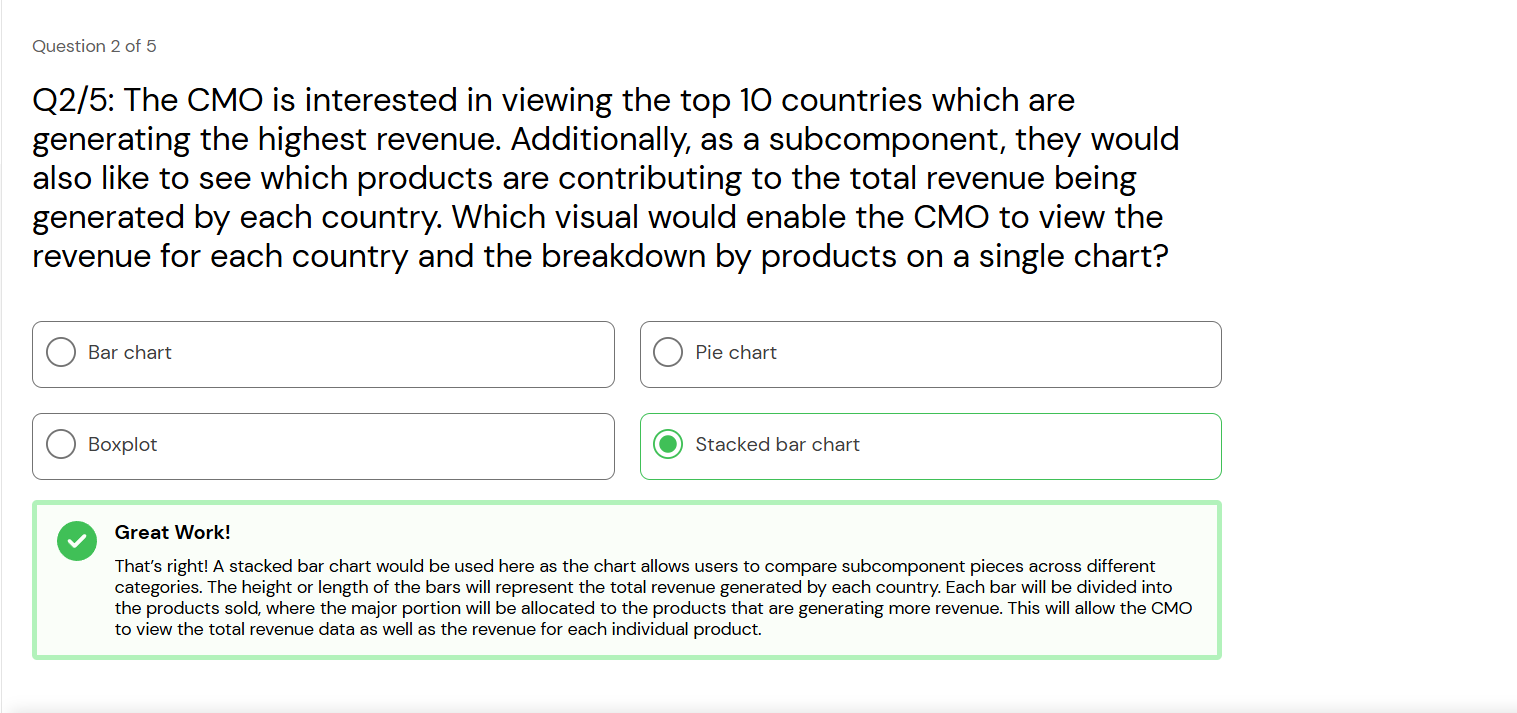 Question 2 of 5
Q2/5: The CMO is interested in viewing the top 10 countries which are
generating the highest revenue. Additionally, as a subcomponent, they would
also like to see which products are contributing to the total revenue being
generated by each country. Which visual would enable the CMO to view the
revenue for each country and the breakdown by products on a single chart?
Bar chart
Pie chart
Boxplot
Stacked bar chart
Great Work!
That's right! A stacked bar chart would be used here as the chart allows users to compare subcomponent pieces across different
categories. The height or length of the bars will represent the total revenue generated by each country. Each bar will be divided into
the products sold, where the major portion will be allocated to the products that are generating more revenue. This will allow the CMO
to view the total revenue data as well as the revenue for each individual product.